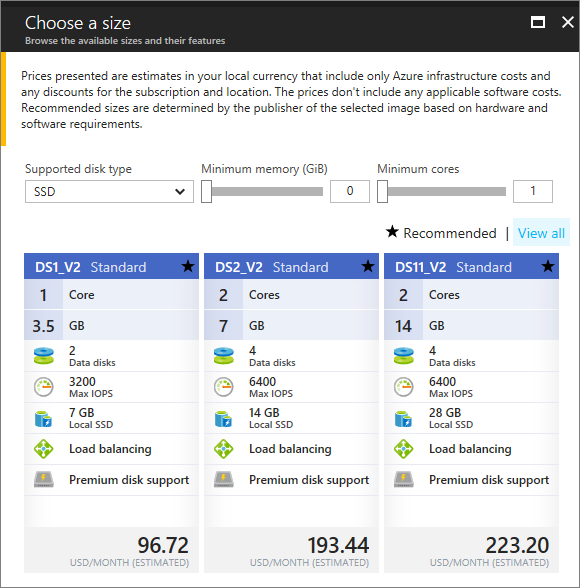 Choose a size
Browse the available sizes and their features
Prices presented are estimates in your local currency that include only Azure infrastructure costs and
any discounts for the subscription and location. The prices don't include any applicable software costs.
Recommended sizes are determined by the publisher of the selected image based on hardware and
software requirements.
Supported disk type
SSD
Minimum memory (GiB)
0
Minimum cores
1
★ Recommended | View all
DS1_V2 Standard ★
1 Core
3.5 GB
2
Data disks
3200
Max IOPS
7 GB
Local SSD
Load balancing
Premium disk support
96.72
USD/MONTH (ESTIMATED)
DS2_V2 Standard ★
2 Cores
7 GB
4
Data disks
6400
Max IOPS
14 GB
Local SSD
Load balancing
Premium disk support
193.44
USD/MONTH (ESTIMATED)
DS11_V2 Standard ★
2 Cores
14 GB
4
Data disks
6400
Max IOPS
28 GB
Local SSD
Load balancing
Premium disk support
223.20
USD/MONTH (ESTIMATED)